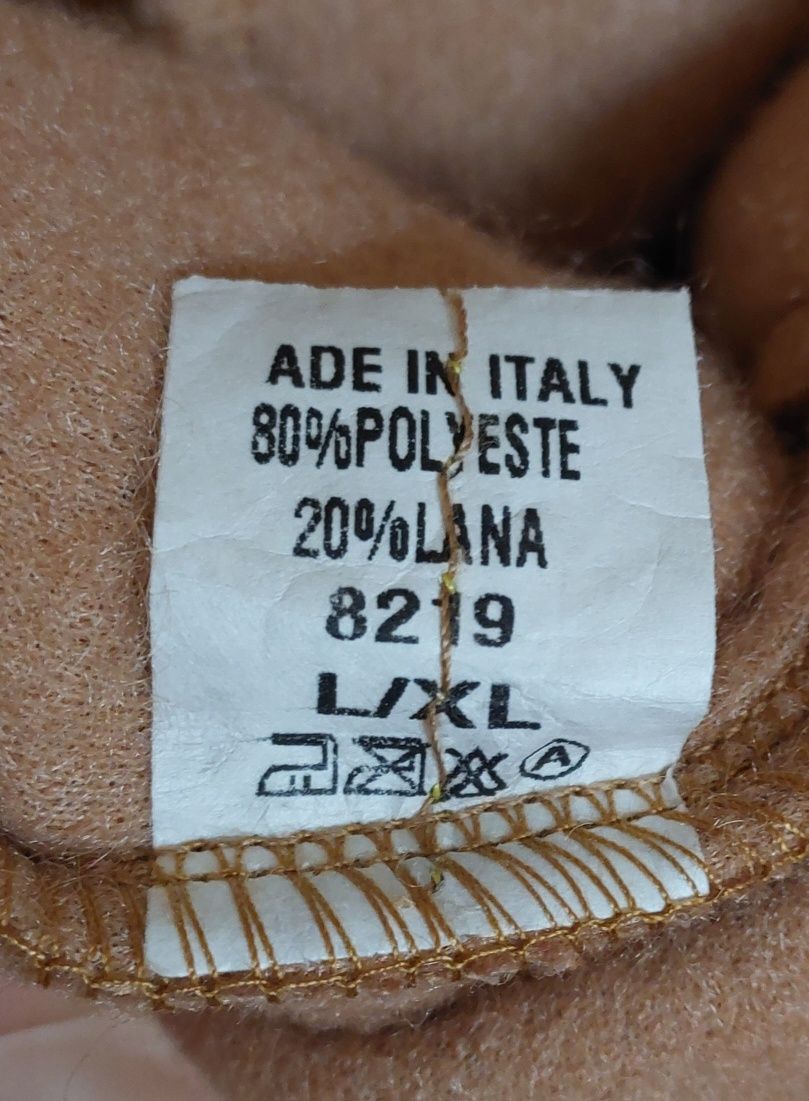 ADE IN ITALY
80%POLYESTE
20%LANA
8219
L/XL
A